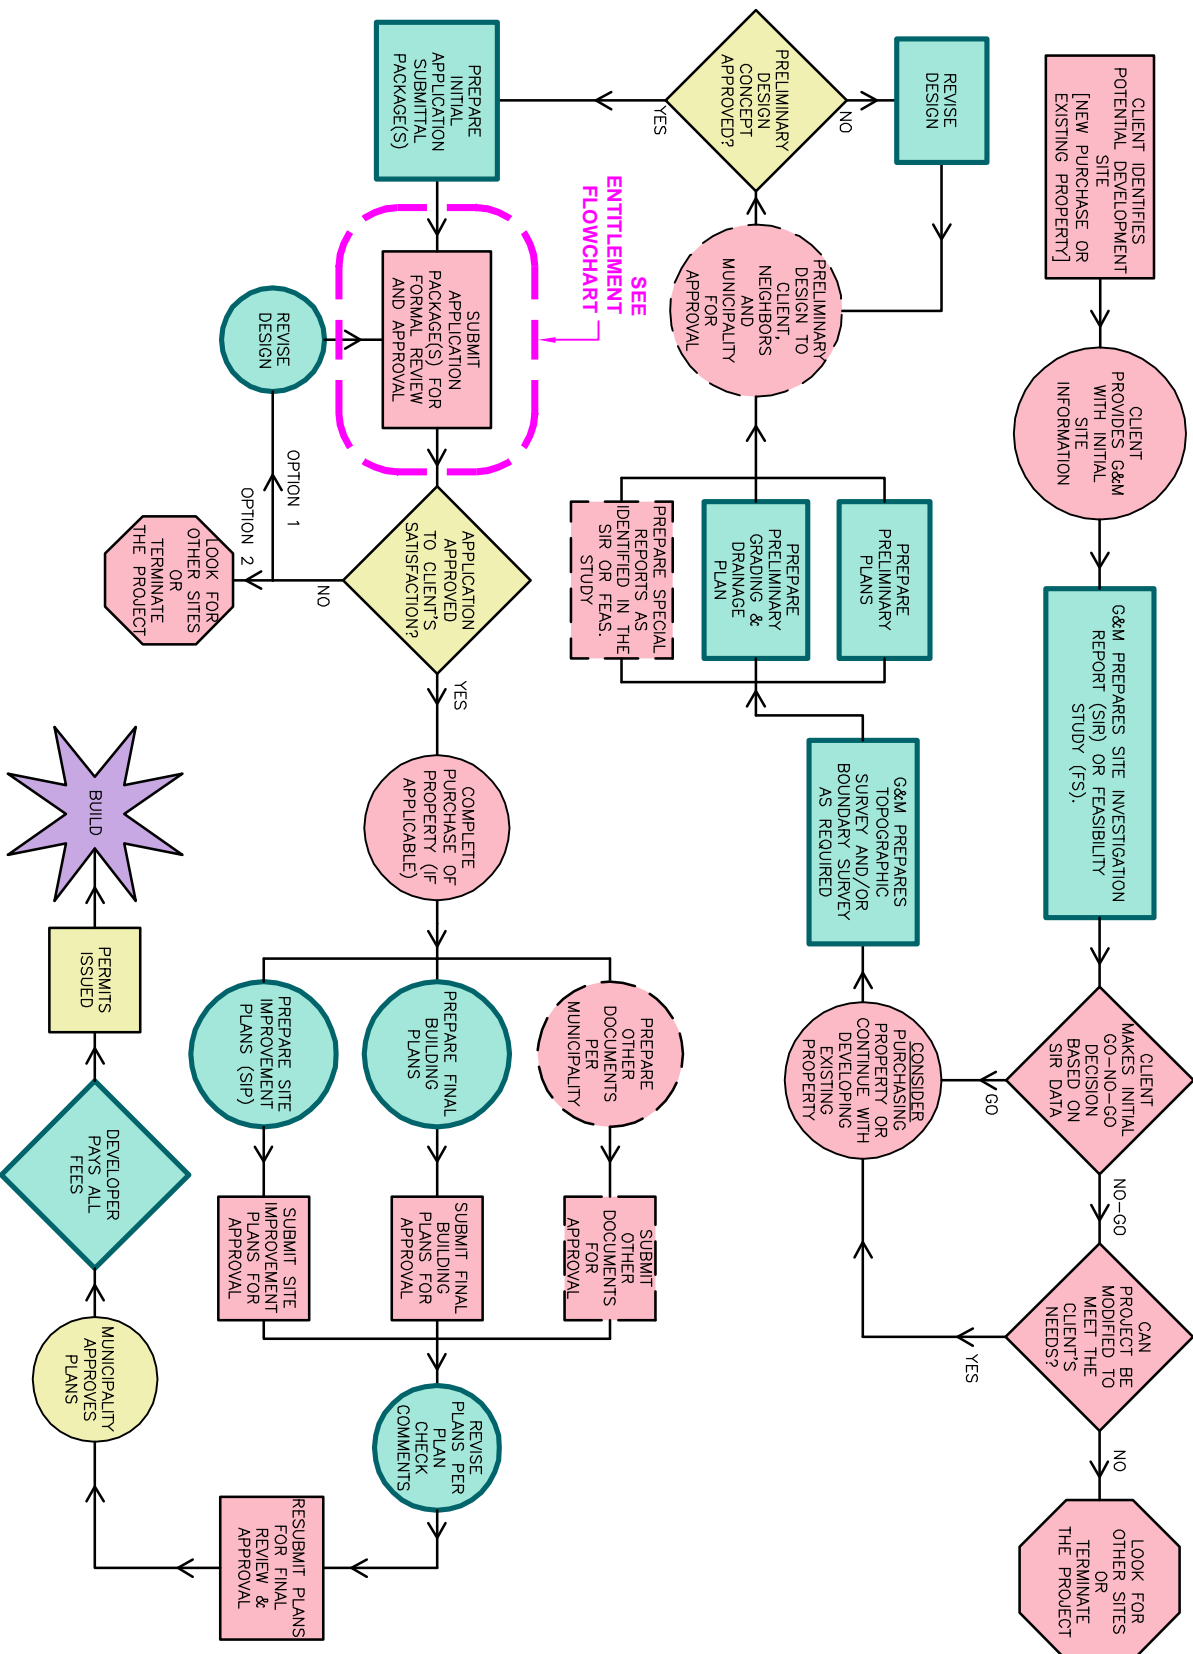 CLIENT IDENTIFIES
POTENTIAL DEVELOPMENT
SITE
[NEW PURCHASE OR
EXISTING PROPERTY]
CLIENT
PROVIDES G&M
WITH INITIAL
SITE
INFORMATION
G&M PREPARES SITE INVESTIGATION
REPORT (SIR) OR FEASIBILITY
STUDY (FS).
CLIENT
MAKES INITIAL
GO-NO-GO
DECISION
BASED ON
SIR DATA
GO
NO-GO
CAN
PROJECT BE
MODIFIED TO
MEET THE
CLIENT'S
NEEDS?
YES
NO
LOOK FOR
OTHER SITES
OR
TERMINATE
THE PROJECT
CONSIDER
PURCHASING
PROPERTY OR
CONTINUE WITH
DEVELOPING
EXISTING
PROPERTY
G&M PREPARES
TOPOGRAPHIC
SURVEY AND/OR
BOUNDARY SURVEY
AS REQUIRED
PREPARE
PRELIMINARY
PLANS
PREPARE
PRELIMINARY
GRADING &
DRAINAGE
PLAN
PREPARE SPECIAL
REPORTS AS
IDENTIFIED IN THE
SIR OR FEAS.
STUDY
PRELIMINARY
DESIGN TO
CLIENT,
NEIGHBORS
AND
MUNICIPALITY
FOR
APPROVAL
REVISE
DESIGN
NO
PRELIMINARY
DESIGN
CONCEPT
APPROVED?
YES
PREPARE
INITIAL
APPLICATION
SUBMITTAL
PACKAGE(S)
SEE
ENTITLEMENT
FLOWCHART
SUBMIT
APPLICATION
PACKAGE(S) FOR
FORMAL REVIEW
AND APPROVAL
REVISE
DESIGN
APPLICATION
APPROVED
TO CLIENT'S
SATISFACTION?
NO
OPTION 1
OPTION 2
LOOK FOR
OTHER SITES
OR
TERMINATE
THE PROJECT
YES
COMPLETE
PURCHASE OF
PROPERTY (IF
APPLICABLE)
PREPARE
OTHER
DOCUMENTS
PER
MUNICIPALITY
SUBMIT
OTHER
DOCUMENTS
FOR
APPROVAL
PREPARE FINAL
BUILDING
PLANS
SUBMIT FINAL
BUILDING
PLANS FOR
APPROVAL
PREPARE SITE
IMPROVEMENT
PLANS (SIP)
SUBMIT SITE
IMPROVEMENT
PLANS FOR
APPROVAL
REVISE
PLANS PER
PLAN
CHECK
COMMENTS
RESUBMIT PLANS
FOR FINAL
REVIEW &
APPROVAL
MUNICIPALITY
APPROVES
PLANS
DEVELOPER
PAYS ALL
FEES
PERMITS
ISSUED
BUILD